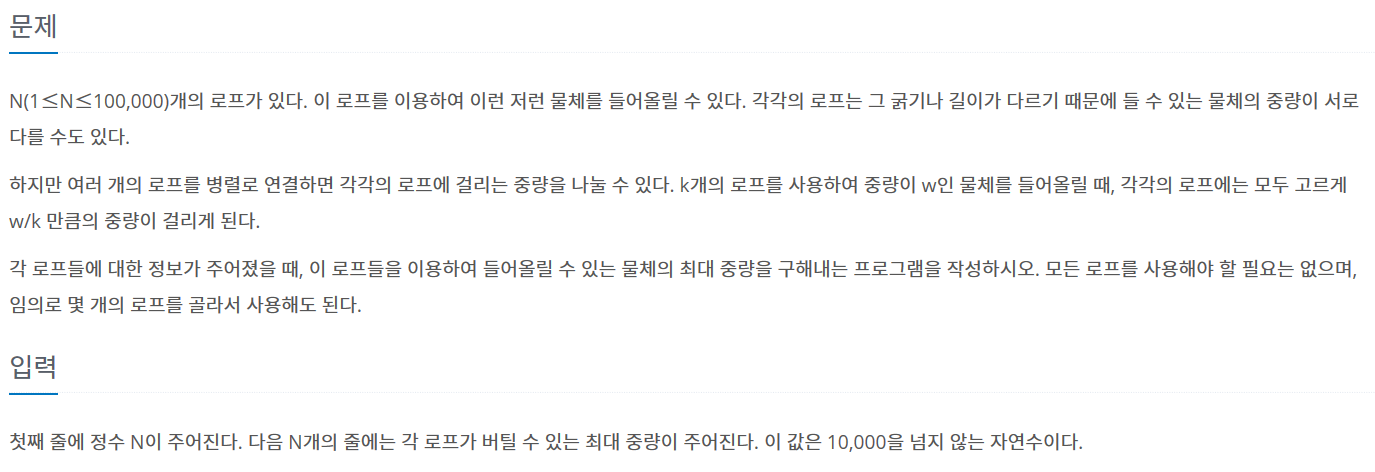 문제
N(1≤N≤100,000)개의 로프가 있다. 이 로프를 이용하여 이런 저런 물체를 들어올릴 수 있다. 각각의 로프는 그 굵기나 길이가 다르기 때문에 들 수 있는 물체의 중량이 서로
다를 수도 있다.
하지만 여러 개의 로프를 병렬로 연결하면 각각의 로프에 걸리는 중량을 나눌 수 있다. k개의 로프를 사용하여 중량이 w인 물체를 들어올릴 때, 각각의 로프에는 모두 고르게
w/k 만큼의 중량이 걸리게 된다.
각 로프들에 대한 정보가 주어졌을 때, 이 로프들을 이용하여 들어올릴 수 있는 물체의 최대 중량을 구해내는 프로그램을 작성하시오. 모든 로프를 사용해야 할 필요는 없으며,
임의로 몇 개의 로프를 골라서 사용해도 된다.
입력
첫째 줄에 정수 N이 주어진다. 다음 N개의 줄에는 각 로프가 버틸 수 있는 최대 중량이 주어진다. 이 값은 10,000을 넘지 않는 자연수이다.